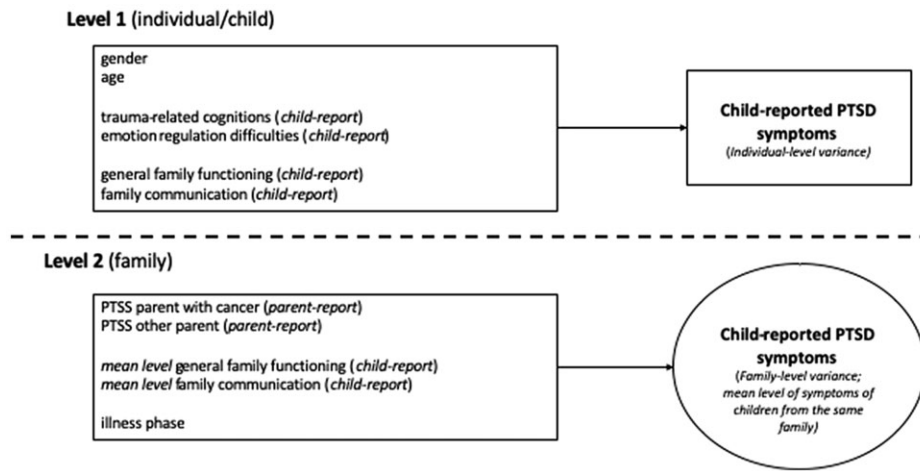 Level 1 (individual/child)
gender
age
trauma-related cognitions (child-report)
emotion regulation difficulties (child-report)
general family functioning (child-report)
family communication (child-report)
Child-reported PTSD
symptoms
(Individual-level variance)
Level 2 (family)
PTSS parent with cancer (parent-report)
PTSS other parent (parent-report)
mean level general family functioning (child-report)
mean level family communication (child-report)
illness phase
Child-reported PTSD
symptoms
(Family-level variance;
mean level of symptoms of
children from the same
family)